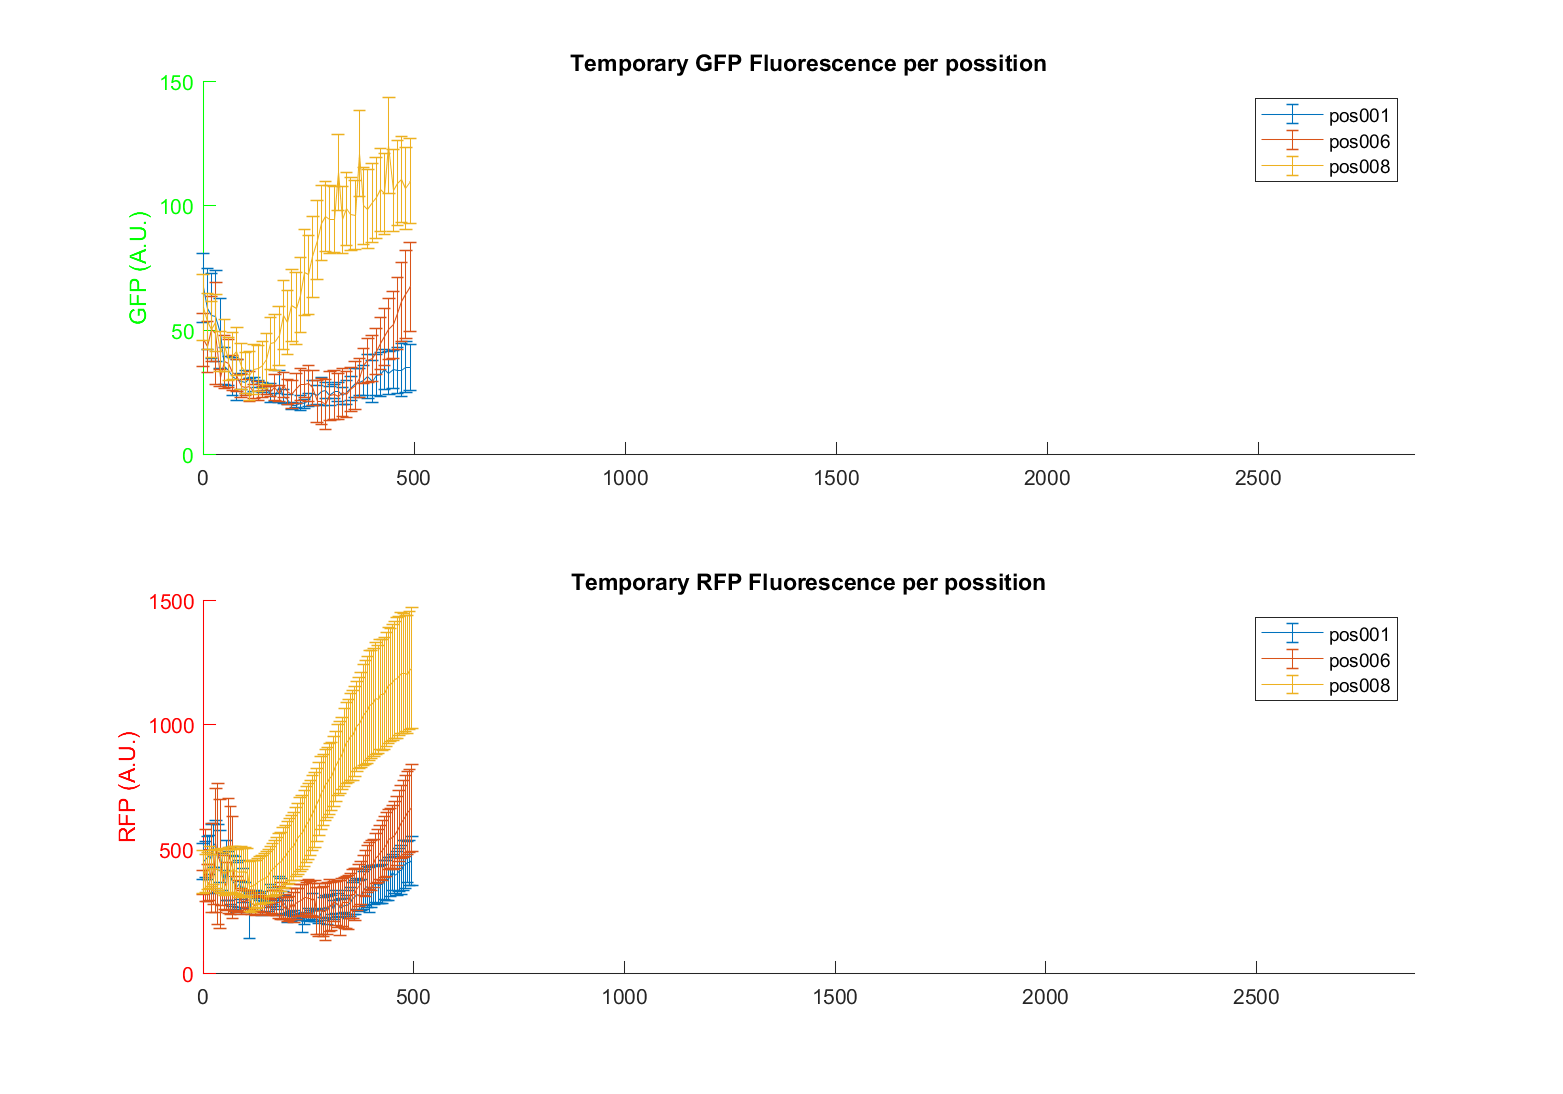 Temporary GFP Fluorescence per possition
150
100
50
0
GFP (A.U.)
pos001
pos006
pos008
0 500 1000 1500 2000 2500
Temporary RFP Fluorescence per possition
1500
1000
500
0
RFP (A.U.)
pos001
pos006
pos008
0 500 1000 1500 2000 2500